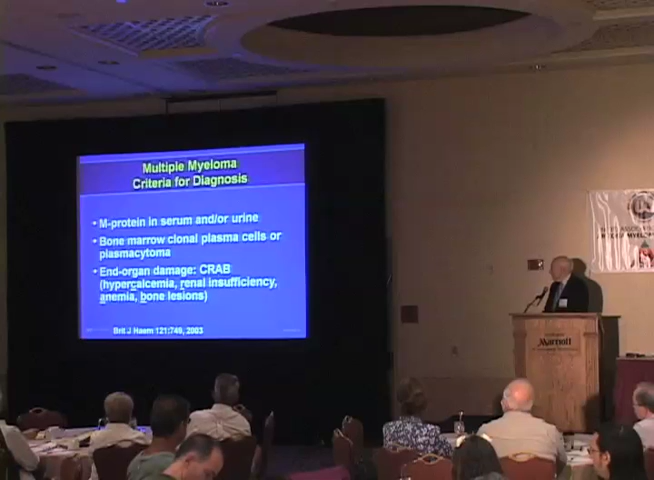 Multiple Myeloma
Criteria for Diagnosis
• M-protein in serum and/or urine
• Bone marrow clonal plasma cells or
plasmacytoma
• End-organ damage: CRAB
(hypercalcemia, renal insufficiency,
anemia, bone lesions)
Brit J Haem 121:749, 2003
Marriott